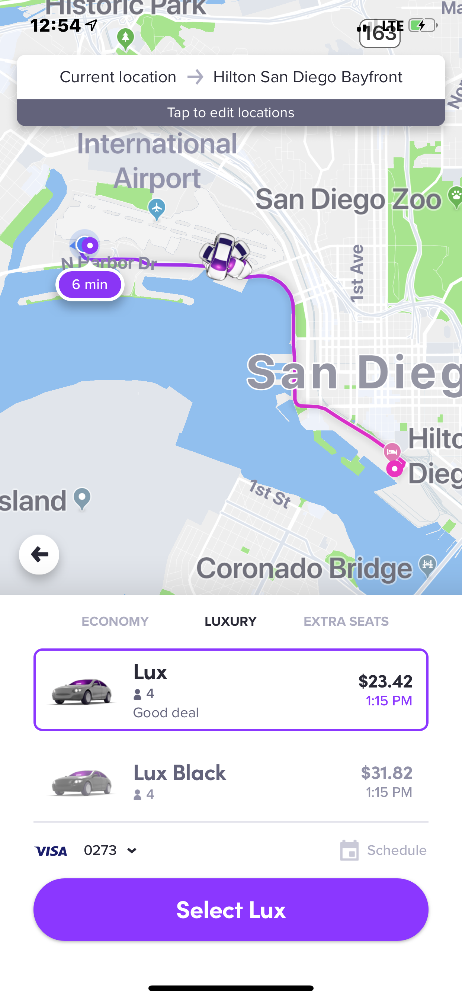 Historic Park
Ma
12:54
163
LTE
Current location → Hilton San Diego Bayfront
Tap to edit locations
International
Airport
San Diego Zoo
N Harbor Dr
6 min
1st Ave
San Dieg
Hilto
Dieg
1st St
sland
Coronado Bridge
ECONOMY LUXURY EXTRA SEATS
Lux
4
Good deal
$23.42
1:15 PM
Lux Black
4
$31.82
1:15 PM
VISA 0273 Schedule
Select Lux